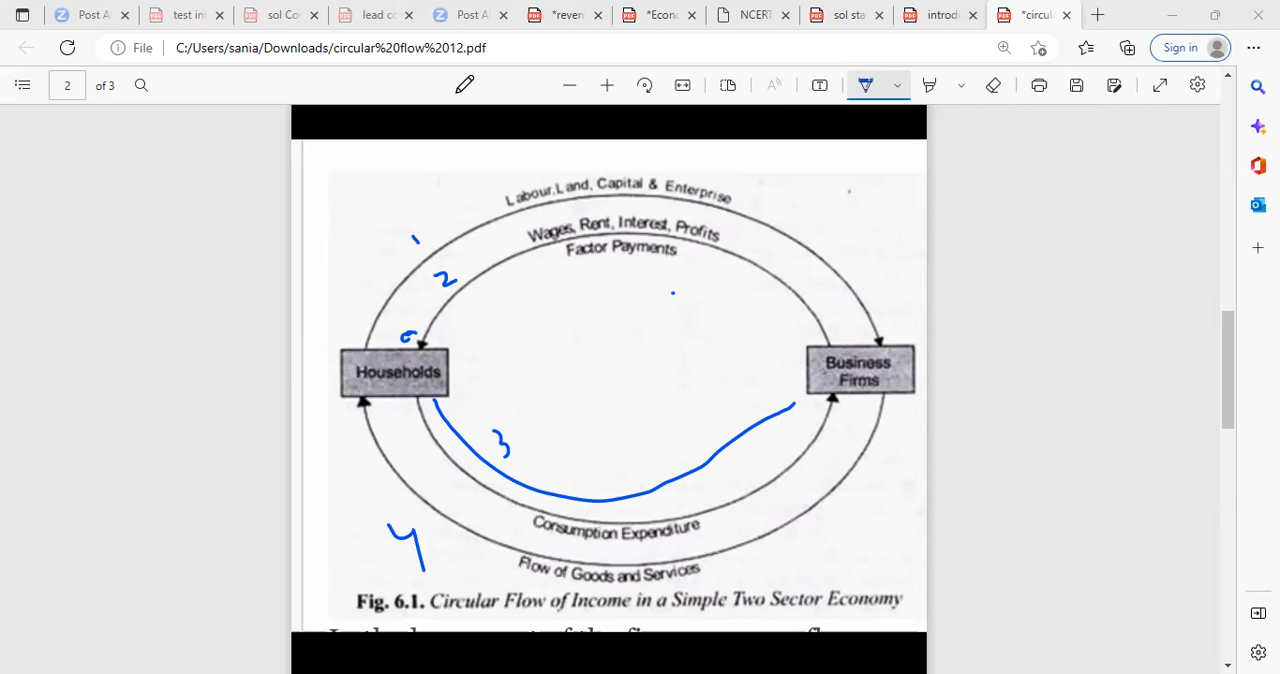 Post A
test in
sol Co
lead c
Post A
*reven
*Econ
NCERT
sol sta
introd
*circul
File
C:/Users/sania/Downloads/circular%20flow%2012.pdf
Sign in
2
of 3
Labour, Land, Capital & Enterprise
Wages, Rent, Interest, Profits
Factor Payments
1
2
Households
Business
Firms
3
Consumption Expenditure
4
Flow of Goods and Services
Fig. 6.1. Circular Flow of Income in a Simple Two Sector Economy